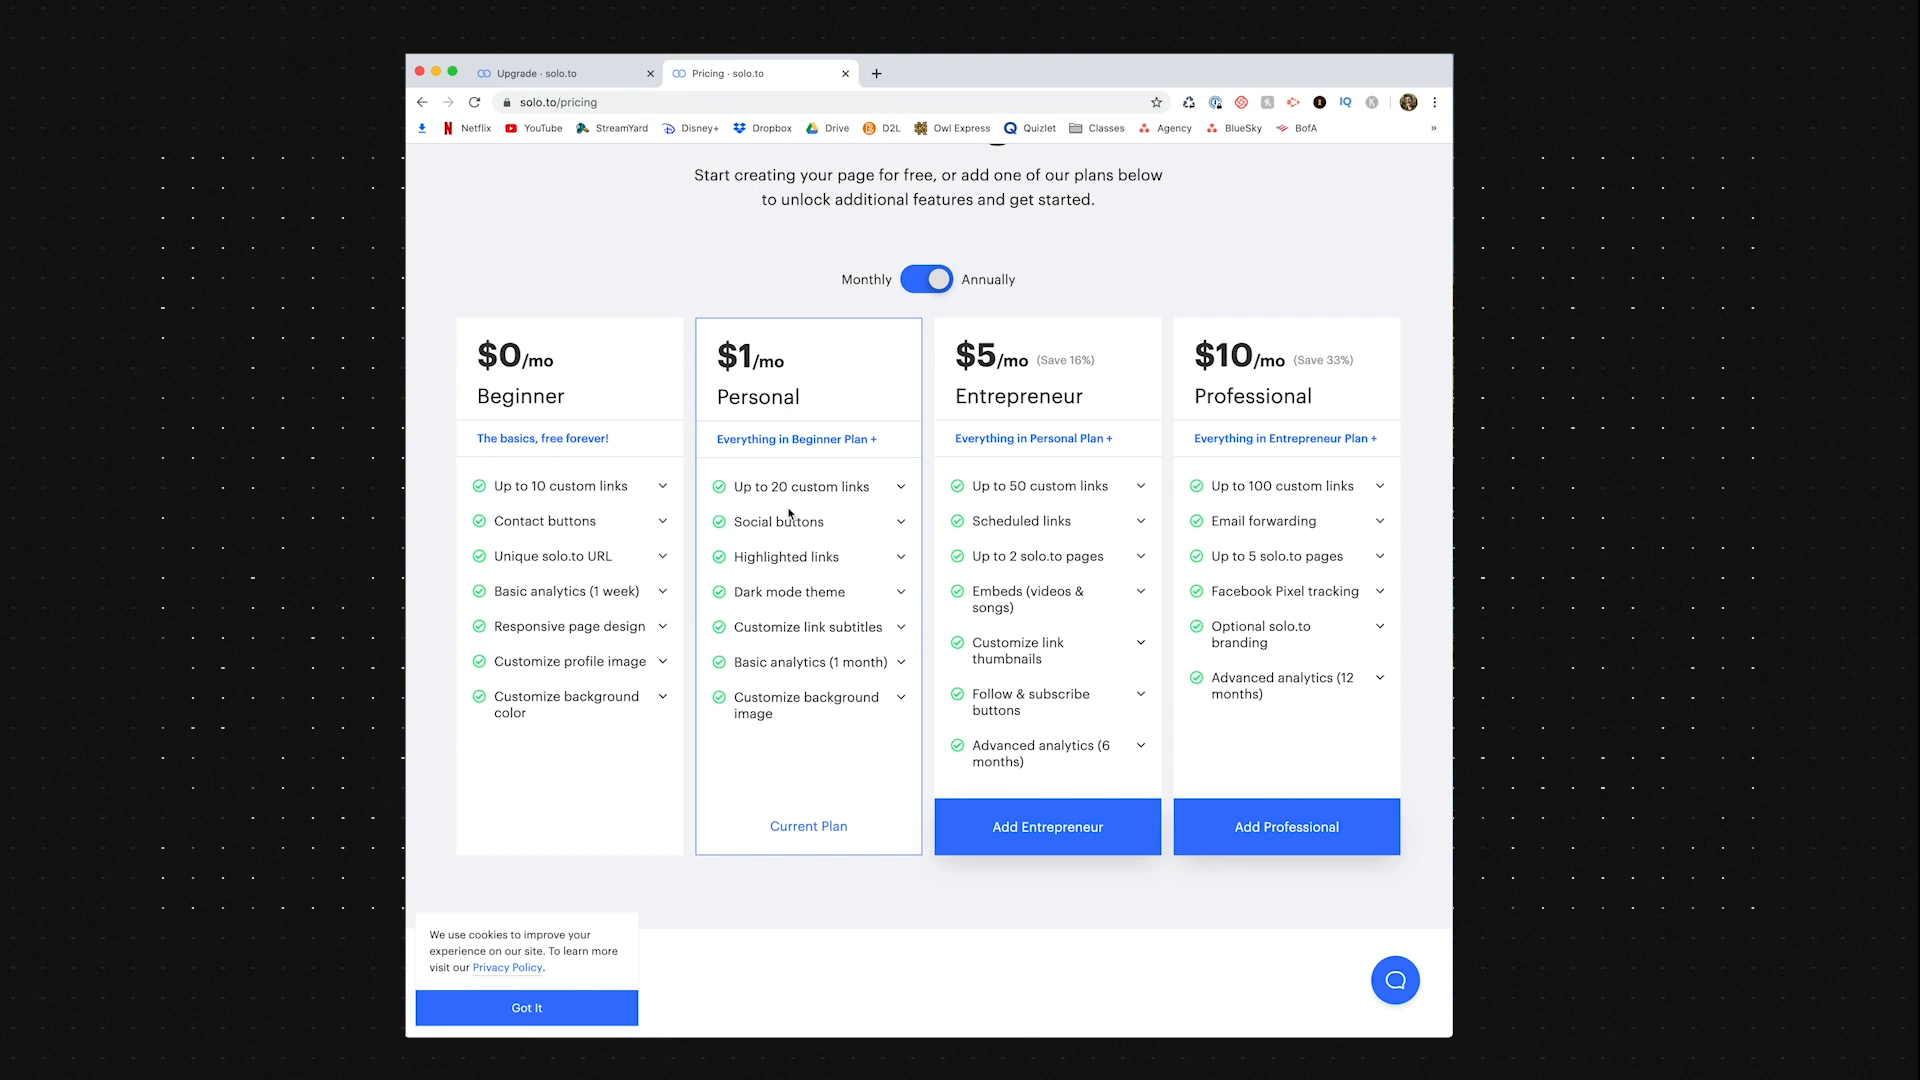 Upgrade · solo.to
Pricing · solo.to
solo.to/pricing
IQ
K
Netflix
YouTube
StreamYard
Disney+
Dropbox
Drive
D2L
Owl Express
Quizlet
Classes
Agency
BlueSky
BofA
»
Start creating your page for free, or add one of our plans below
to unlock additional features and get started.
Monthly
Annually
$0/mo
Beginner
The basics, free forever!
Up to 10 custom links
Contact buttons
Unique solo.to URL
Basic analytics (1 week)
Responsive page design
Customize profile image
Customize background
color
$1/mo
Personal
Everything in Beginner Plan +
Up to 20 custom links
Social buttons
Highlighted links
Dark mode theme
Customize link subtitles
Basic analytics (1 month)
Customize background
image
Current Plan
$5/mo (Save 16%)
Entrepreneur
Everything in Personal Plan +
Up to 50 custom links
Scheduled links
Up to 2 solo.to pages
Embeds (videos &
songs)
Customize link
thumbnails
Follow & subscribe
buttons
Advanced analytics (6
months)
Add Entrepreneur
$10/mo (Save 33%)
Professional
Everything in Entrepreneur Plan +
Up to 100 custom links
Email forwarding
Up to 5 solo.to pages
Facebook Pixel tracking
Optional solo.to
branding
Advanced analytics (12
months)
Add Professional
We use cookies to improve your
experience on our site. To learn more
visit our Privacy Policy.
Got It